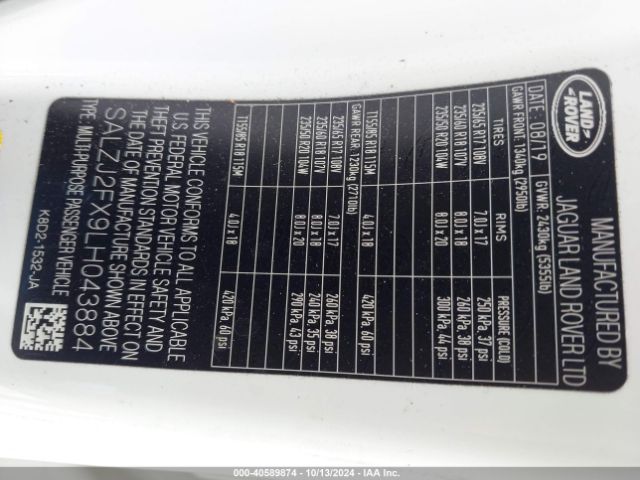 LAND
ROVER
MANUFACTURED BY
JAGUAR LAND ROVER LTD
DATE: 08/19 GVWR: 2430kg (5353lb)
GAWR FRONT: 1340kg (2950lb)
TIRES RIMS PRESSURE (COLD)
235/65 R17 108V 7.0J x 17 250 kPa, 37 psi
235/60 R18 107V 8.0J x 18 260 kPa, 38 psi
235/50 R20 104W 8.0J x 20 300 kPa, 44 psi
T155/85 R18 115M 4.0J x 18 420 kPa, 60 psi
GAWR REAR: 1230kg (2710lb)
235/65 R17 108V 7.0J x 17 260 kPa, 38 psi
235/60 R18 107V 8.0J x 18 240 kPa, 35 psi
235/50 R20 104W 8.0J x 20 290 kPa, 43 psi
T155/85 R18 115M 4.0J x 18 420 kPa, 60 psi
THIS VEHICLE CONFORMS TO ALL APPLICABLE
U.S. FEDERAL MOTOR VEHICLE SAFETY AND
THEFT PREVENTION STANDARDS IN EFFECT ON
THE DATE OF MANUFACTURE SHOWN ABOVE
SALZJ2FX9LH043884
TYPE: MULTI-PURPOSE PASSENGER VEHICLE
K8D2-1532-JA
000-40589874 | 10/13/2024 | IAA Inc.